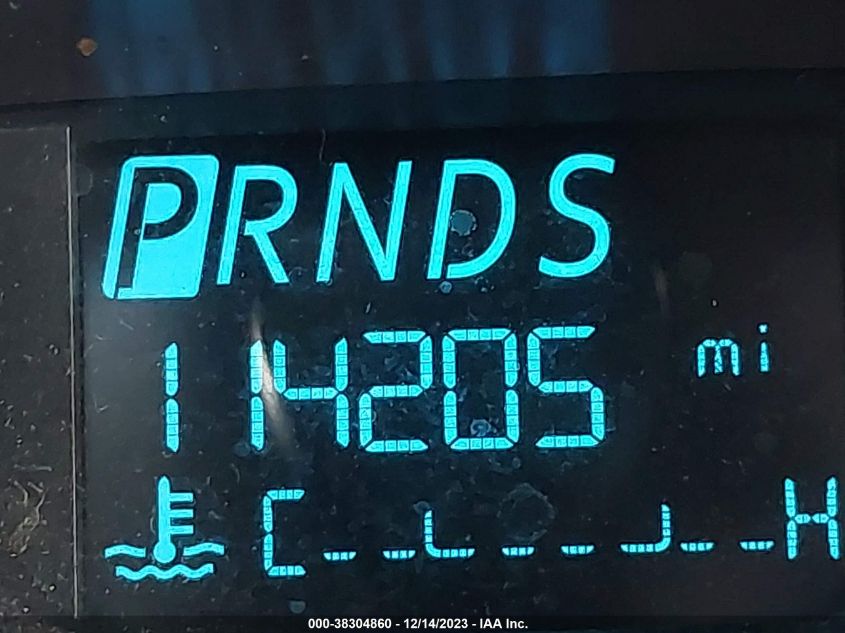 PRNDS
114205 mi
C H
000-38304860 - 12/14/2023 - IAA Inc.